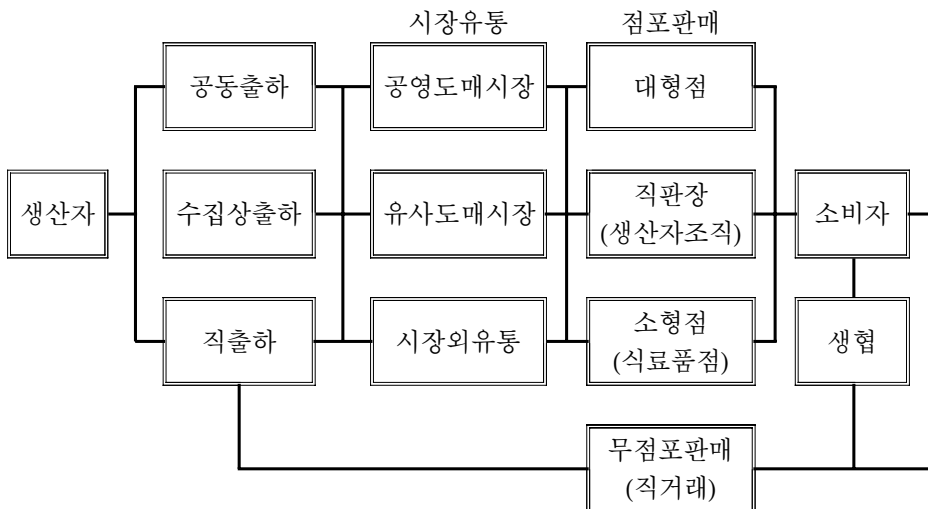 시장유통
점포판매
공동출하
공영도매시장
대형점
생산자
수집상출하
유사도매시장
직판장
(생산자조직)
소비자
직출하
시장외유통
소형점
(식료품점)
생협
무점포판매
(직거래)